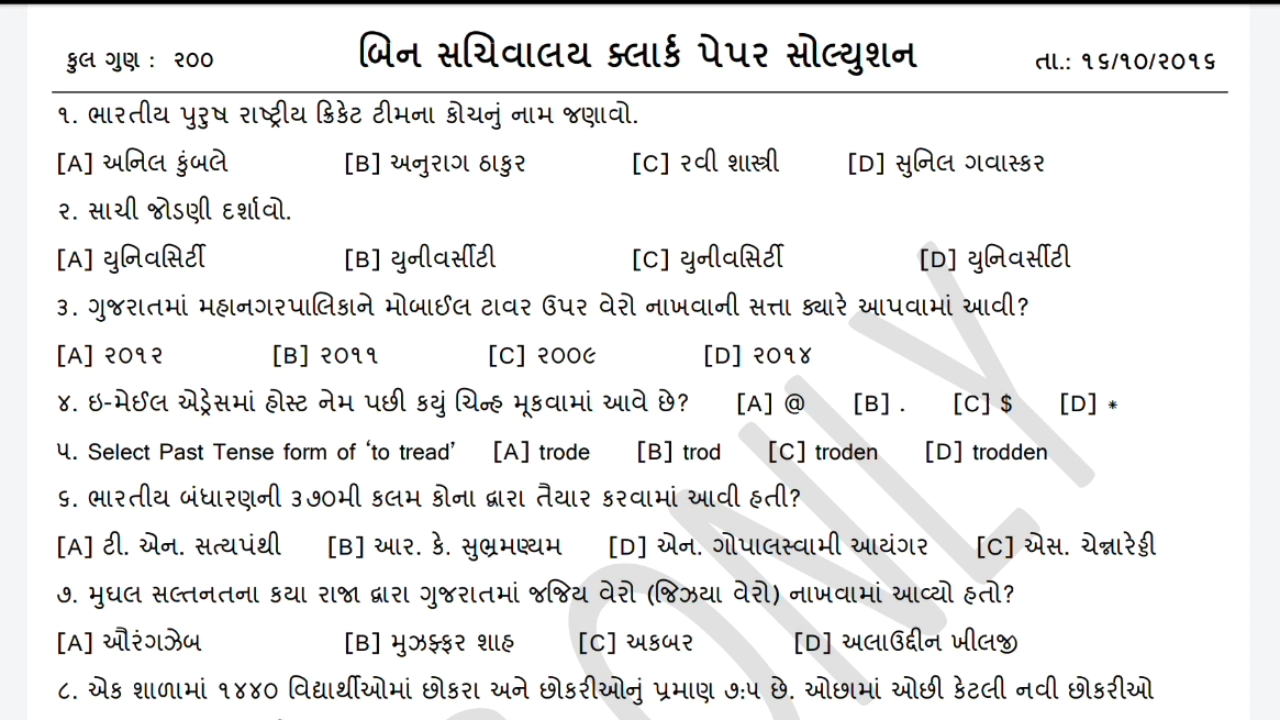 કુલ ગુણ : ૨૦૦ બિન સચિવાલય ક્લાર્ક પેપર સોલ્યુશન તા.: ૧૬/૧૦/૨૦૧૬
૧. ભારતીય પુરુષ રાષ્ટ્રીય ક્રિકેટ ટીમના કોચનું નામ જણાવો.
[A] અનિલ કુંબલે [B] અનુરાગ ઠાકુર [C] રવી શાસ્ત્રી [D] સુનિલ ગવાસ્કર
૨. સાચી જોડણી દર્શાવો.
[A] યુનિવસિર્ટી [B] યુનીવર્સીટી [C] યુનીવસિર્ટી [D] યુનિવર્સીટી
૩. ગુજરાતમાં મહાનગરપાલિકાને મોબાઈલ ટાવર ઉપર વેરો નાખવાની સત્તા ક્યારે આપવામાં આવી?
[A] ૨૦૧૨ [B] ૨૦૧૧ [C] ૨૦૦૯ [D] ૨૦૧૪
૪. ઇ-મેઈલ એડ્રેસમાં હોસ્ટ નેમ પછી કયું ચિન્હ મૂકવામાં આવે છે? [A] @ [B] . [C] $ [D] *
૫. Select Past Tense form of ‘to tread’ [A] trode [B] trod [C] troden [D] trodden
૬. ભારતીય બંધારણની ૩૭૦મી કલમ કોના દ્વારા તૈયાર કરવામાં આવી હતી?
[A] ટી. એન. સત્યપંથી [B] આર. કે. સુભ્રમણ્યમ [D] એન. ગોપાલસ્વામી આયંગર [C] એસ. ચેન્નારેડ્ડી
૭. મુઘલ સલ્તનતના કયા રાજા દ્વારા ગુજરાતમાં જજિય વેરો (જિઝયા વેરો) નાખવામાં આવ્યો હતો?
[A] ઔરંગઝેબ [B] મુઝફ્ફર શાહ [C] અકબર [D] અલાઉદ્દીન ખીલજી
૮. એક શાળામાં ૧૪૪૦ વિદ્યાર્થીઓમાં છોકરા અને છોકરીઓનું પ્રમાણ ૭:૫ છે. ઓછામાં ઓછી કેટલી નવી છોકરીઓ
ONLY